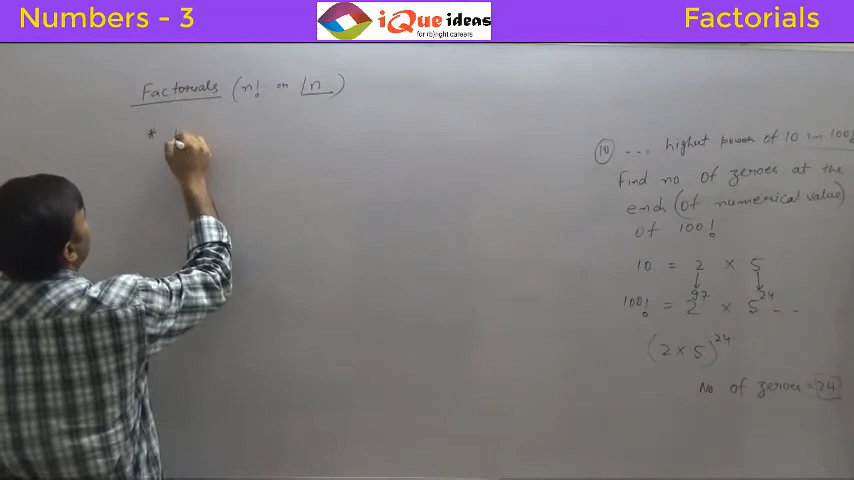 Numbers - 3
iQue ideas
for (b)right careers
Factorials
Factorials (n! or |n)
*
10 ... highest power of 10 in 100!
Find no of zeroes at the
end (of numerical value)
of 100!
10 = 2 × 5
100! = 2^97 × 5^24 - - .
(2 × 5)^24
No of zeroes = 24